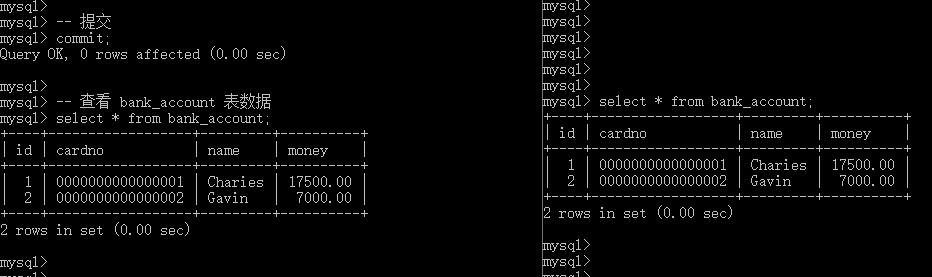 mysql>
mysql> -- 提交
mysql> commit;
Query OK, 0 rows affected (0.00 sec)
mysql>
mysql> -- 查看 bank_account 表数据
mysql> select * from bank_account;
+----+------------------+---------+----------+
| id | cardno           | name    | money    |
+----+------------------+---------+----------+
|  1 | 0000000000000001 | Charies | 17500.00 |
|  2 | 0000000000000002 | Gavin   |  7000.00 |
+----+------------------+---------+----------+
2 rows in set (0.00 sec)
mysql>
mysql>
mysql>
mysql>
mysql>
mysql>
mysql>
mysql> select * from bank_account;
+----+------------------+---------+----------+
| id | cardno           | name    | money    |
+----+------------------+---------+----------+
|  1 | 0000000000000001 | Charies | 17500.00 |
|  2 | 0000000000000002 | Gavin   |  7000.00 |
+----+------------------+---------+----------+
2 rows in set (0.00 sec)
mysql>
mysql>
mysql>